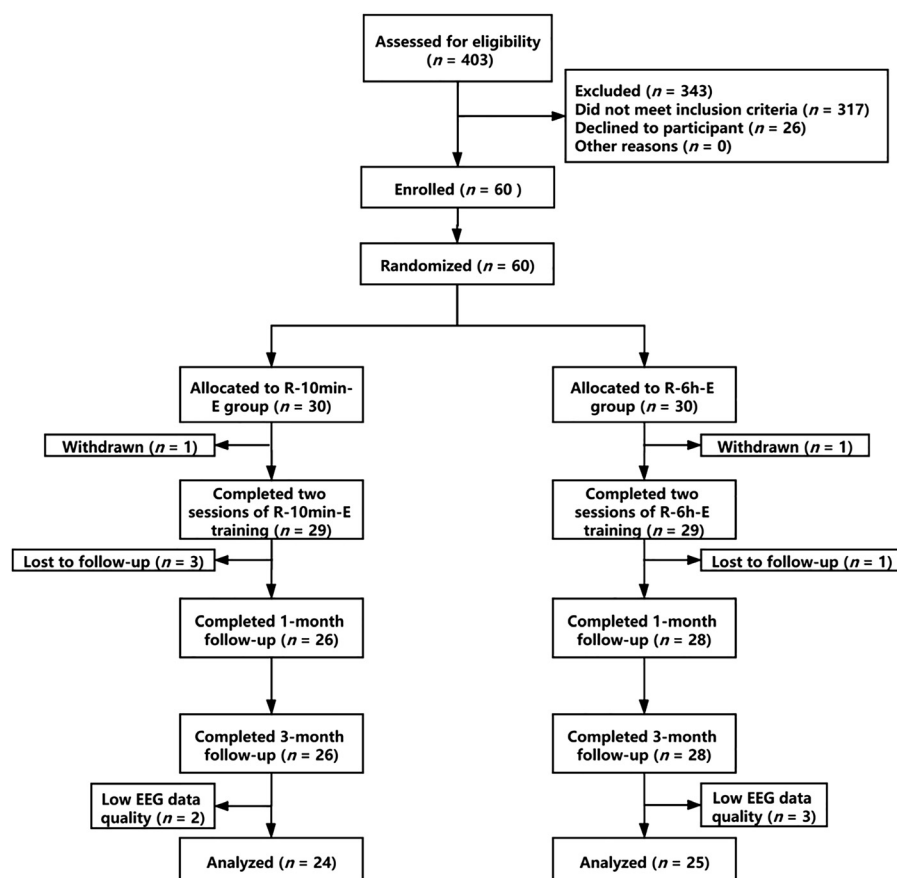 Assessed for eligibility
(n = 403)
Excluded (n = 343)
Did not meet inclusion criteria (n = 317)
Declined to participant (n = 26)
Other reasons (n = 0)
Enrolled (n = 60 )
Randomized (n = 60)
Allocated to R-10min-
E group (n = 30)
Allocated to R-6h-E
group (n = 30)
Withdrawn (n = 1)
Withdrawn (n = 1)
Completed two
sessions of R-10min-E
training (n = 29)
Completed two
sessions of R-6h-E
training (n = 29)
Lost to follow-up (n = 3)
Lost to follow-up (n = 1)
Completed 1-month
follow-up (n = 26)
Completed 1-month
follow-up (n = 28)
Completed 3-month
follow-up (n = 26)
Completed 3-month
follow-up (n = 28)
Low EEG data
quality (n = 2)
Low EEG data
quality (n = 3)
Analyzed (n = 24)
Analyzed (n = 25)